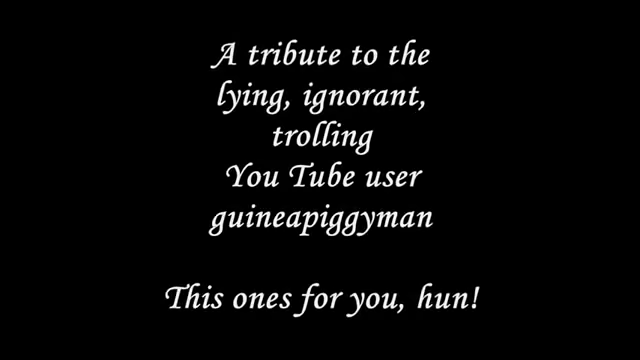 A tribute to the
lying, ignorant,
trolling
You Tube user
guineapiggyman
This ones for you, hun!